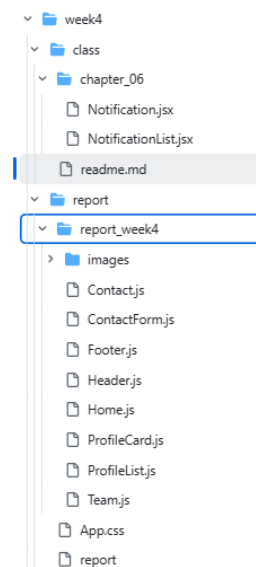 week4
class
chapter_06
Notification.jsx
NotificationList.jsx
readme.md
report
report_week4
images
Contact.js
ContactForm.js
Footer.js
Header.js
Home.js
ProfileCard.js
ProfileList.js
Team.js
App.css
report